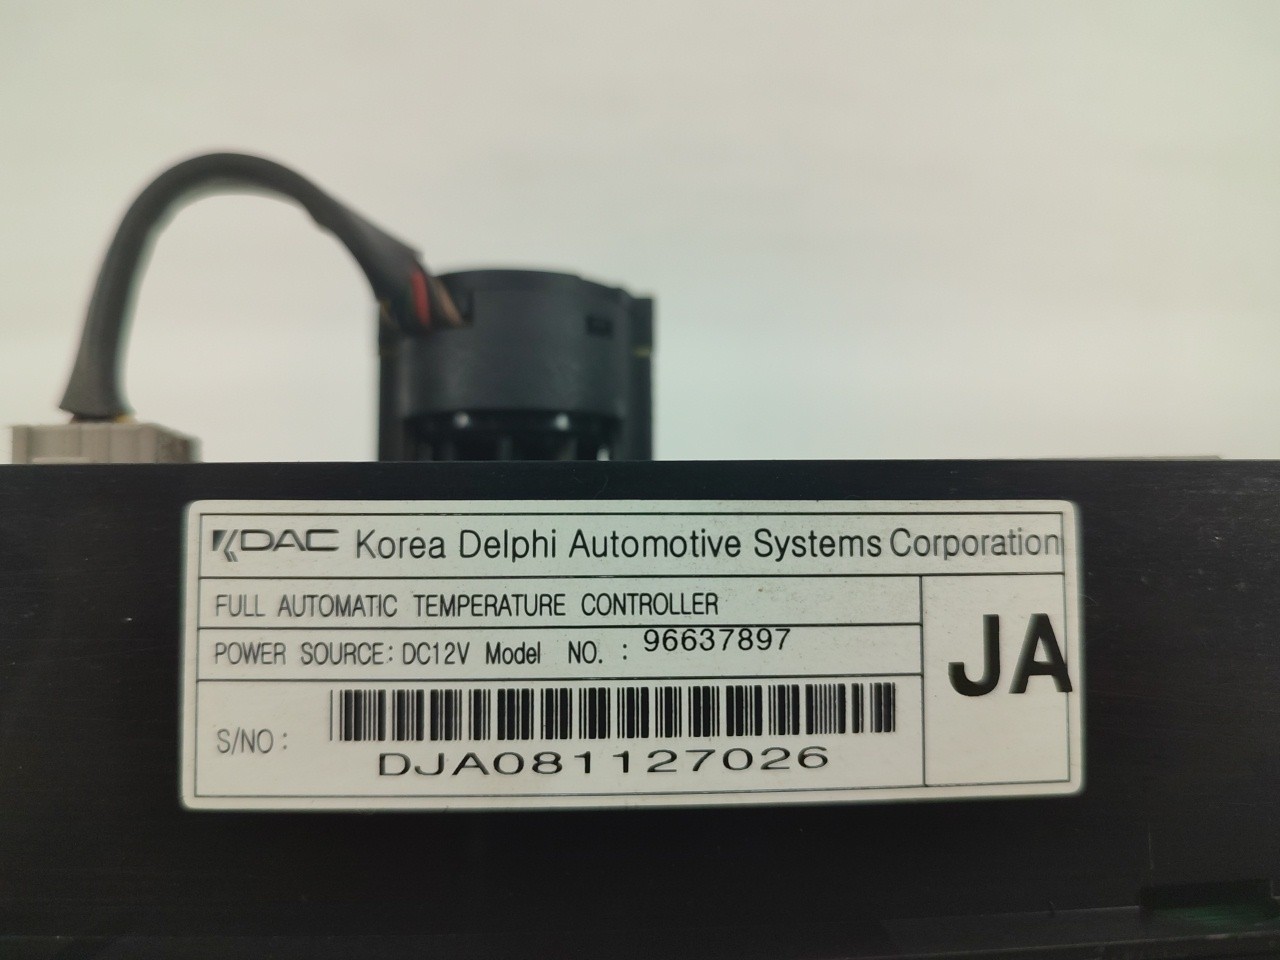 KDAC Korea Delphi Automotive Systems Corporation
FULL AUTOMATIC TEMPERATURE CONTROLLER
POWER SOURCE: DC12V Model NO. : 96637897
JA
S/NO :
DJA081127026